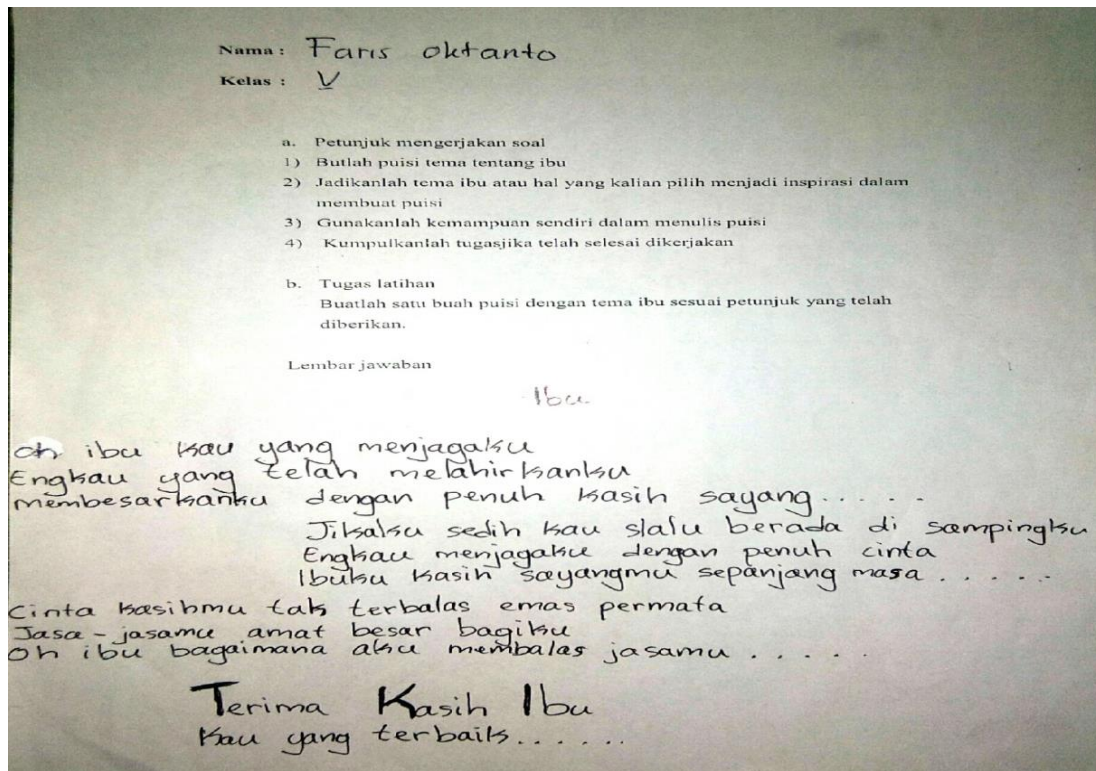 Nama : Faris Oktanto
Kelas : V
a. Petunjuk mengerjakan soal
1) Butlah puisi tema tentang ibu
2) Jadikanlah tema ibu atau hal yang kalian pilih menjadi inspirasi dalam
membuat puisi
3) Gunakanlah kemampuan sendiri dalam menulis puisi
4) Kumpulkanlah tugasjika telah selesai dikerjakan
b. Tugas latihan
Buatlah satu buah puisi dengan tema ibu sesuai petunjuk yang telah
diberikan.
Lembar jawaban
Ibu
oh ibu kau yang menjagaku
Engkau yang telah melahirkanku
membesarkanku dengan penuh kasih sayang......
Jikaku sedih kau slalu berada di sampingku
Engkau menjagaku dengan penuh cinta
Ibuku kasih sayangmu sepanjang masa......
Cinta kasihmu tak terbalas emas permata
Jasa-jasamu amat besar bagiku
Oh ibu bagaimana aku membalas jasamu.....
Terima Kasih Ibu
Kau yang terbaik......